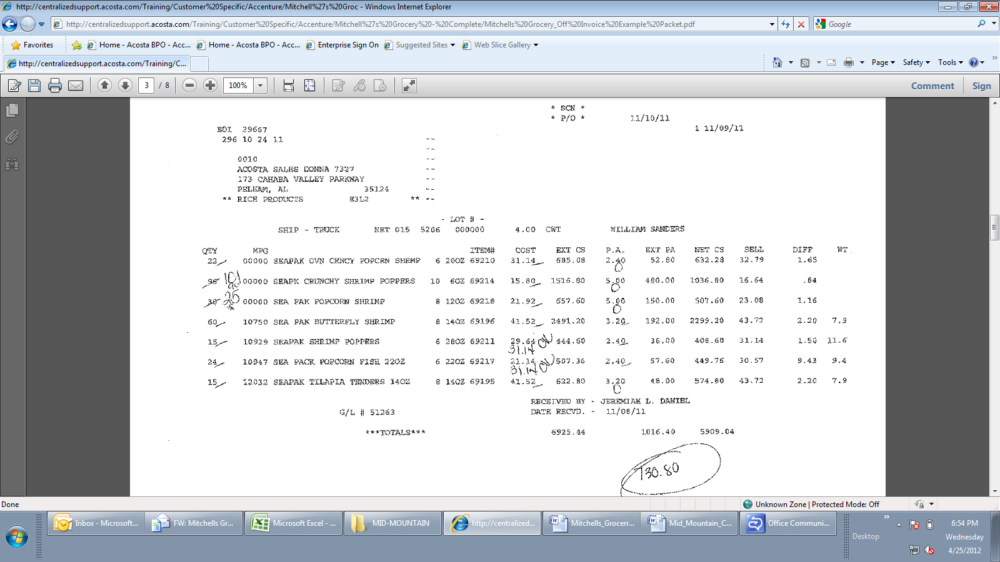 http://centralizedsupport.acosta.com/Training/Customer%20Specific/Accenture/Mitchell%27s%20Groc - Windows Internet Explorer
http://centralizedsupport.acosta.com/Training/Customer%20Specific/Accenture/Mitchell%27s%20Grocery%20-%20Complete/Mitchells%20Grocery_Off%20Invoice%20Example%20Packet.pdf Google
Favorites Home - Acosta BPO - Acc... Home - Acosta BPO - Acc... Enterprise Sign On Suggested Sites Web Slice Gallery
http://centralizedsupport.acosta.com/Training/C... Page Safety Tools
3 / 8 100% Comment Sign
* SCN *
* P/O * 11/10/11
1 11/09/11
EOI 29667
296 10 24 11 --
--
0010 --
ACOSTA SALES DONNA 7327 --
173 CAHABA VALLEY PARKWAY --
PELHAM, AL 35124 --
** RICH PRODUCTS E3L2 ** --
- LOT # -
SHIP - TRUCK NET 015 5206 000000 4.00 CWT WILLIAM SANDERS
QTY MFG ITEM# COST EXT CS P.A. EXT PA NET CS SELL DIFF WT
22 00000 SEAPAK OVN CRNCY POPCRN SHRMP 6 20OZ 69210 31.14 685.08 2.40 52.80 632.28 32.79 1.65
0
96 101 00000 SEAPK CRUNCHY SHRIMP POPPERS 10 6OZ 69214 15.80 1516.80 5.00 480.00 1036.80 16.64 .84
0
30 25 00000 SEA PAK POPCORN SHRIMP 8 12OZ 69218 21.92 657.60 5.00 150.00 507.60 23.08 1.16
0
60 10750 SEA PAK BUTTERFLY SHRIMP 8 14OZ 69196 41.52 2491.20 3.20 192.00 2299.20 43.72 2.20 7.9
15 10929 SEAPAK SHRIMP POPPERS 6 28OZ 69211 29.64 444.60 2.40 36.00 408.60 31.14 1.50 11.6
31.14
24 10947 SEA PACK POPCORN FISH 22OZ 6 22OZ 69217 21.14 507.36 2.40 57.60 449.76 30.57 9.43 9.4
31.14
15 12032 SEAPAK TILAPIA TENDERS 14OZ 8 14OZ 69195 41.52 622.80 3.20 48.00 574.80 43.72 2.20 7.9
0
RECEIVED BY - JEREMIAH L. DANIEL
G/L # 51263 DATE RECVD. - 11/08/11
***TOTALS*** 6925.44 1016.40 5909.04
730.80
Done Unknown Zone | Protected Mode: Off
Inbox - Microsoft... FW: Mitchells Gr... Microsoft Excel - ... MID-MOUNTAIN http://centralized... Mitchells_Grocerr... Mid_Mountain_C... Office Communi... » 6:54 PM
Desktop Wednesday
4/25/2012